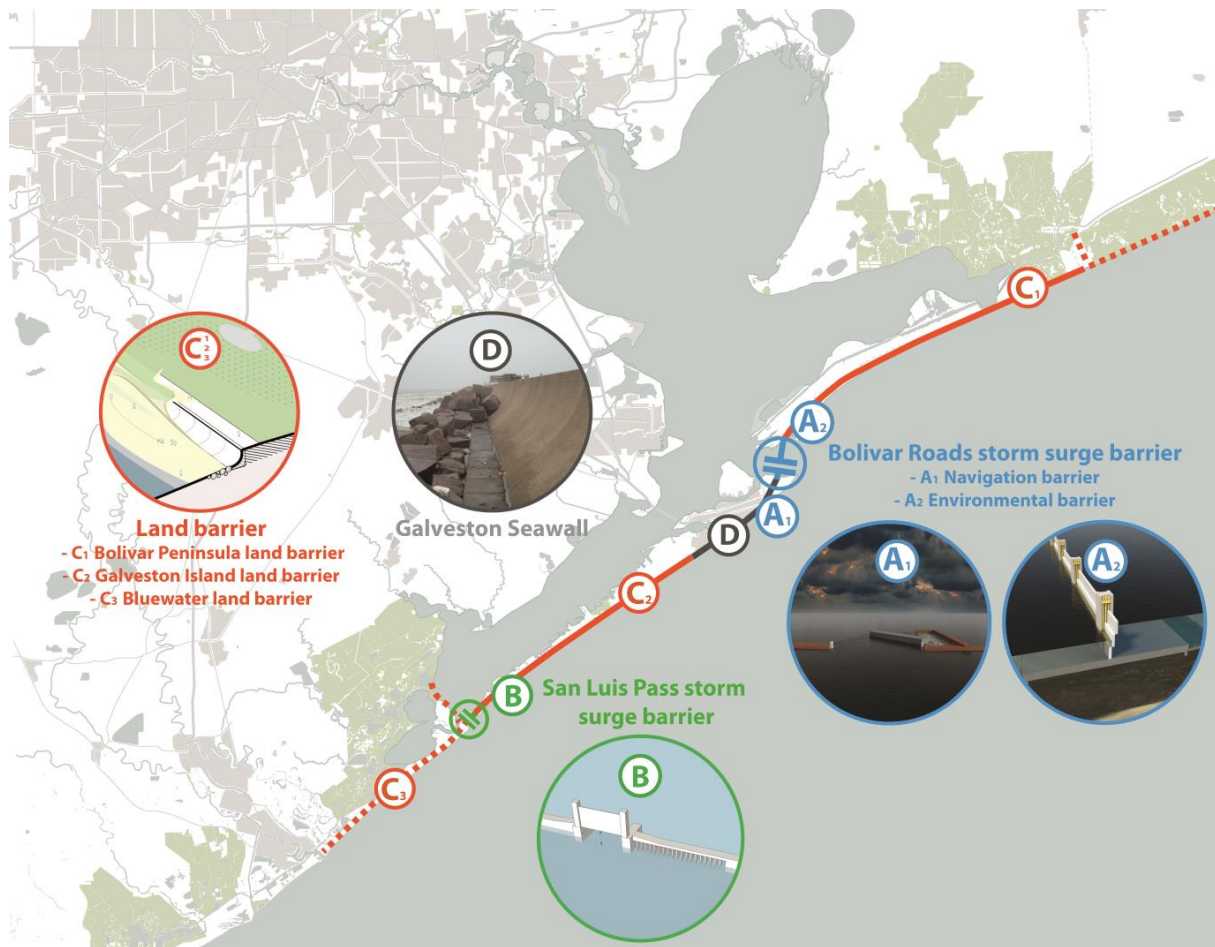 C₁
C 1 2 3
D
A₂
Bolivar Roads storm surge barrier
- A₁ Navigation barrier
- A₂ Environmental barrier
Land barrier
- C₁ Bolivar Peninsula land barrier
- C₂ Galveston Island land barrier
- C₃ Bluewater land barrier
Galveston Seawall
A₁
D
A₁
A₂
C₂
B
San Luis Pass storm
surge barrier
B
C₃